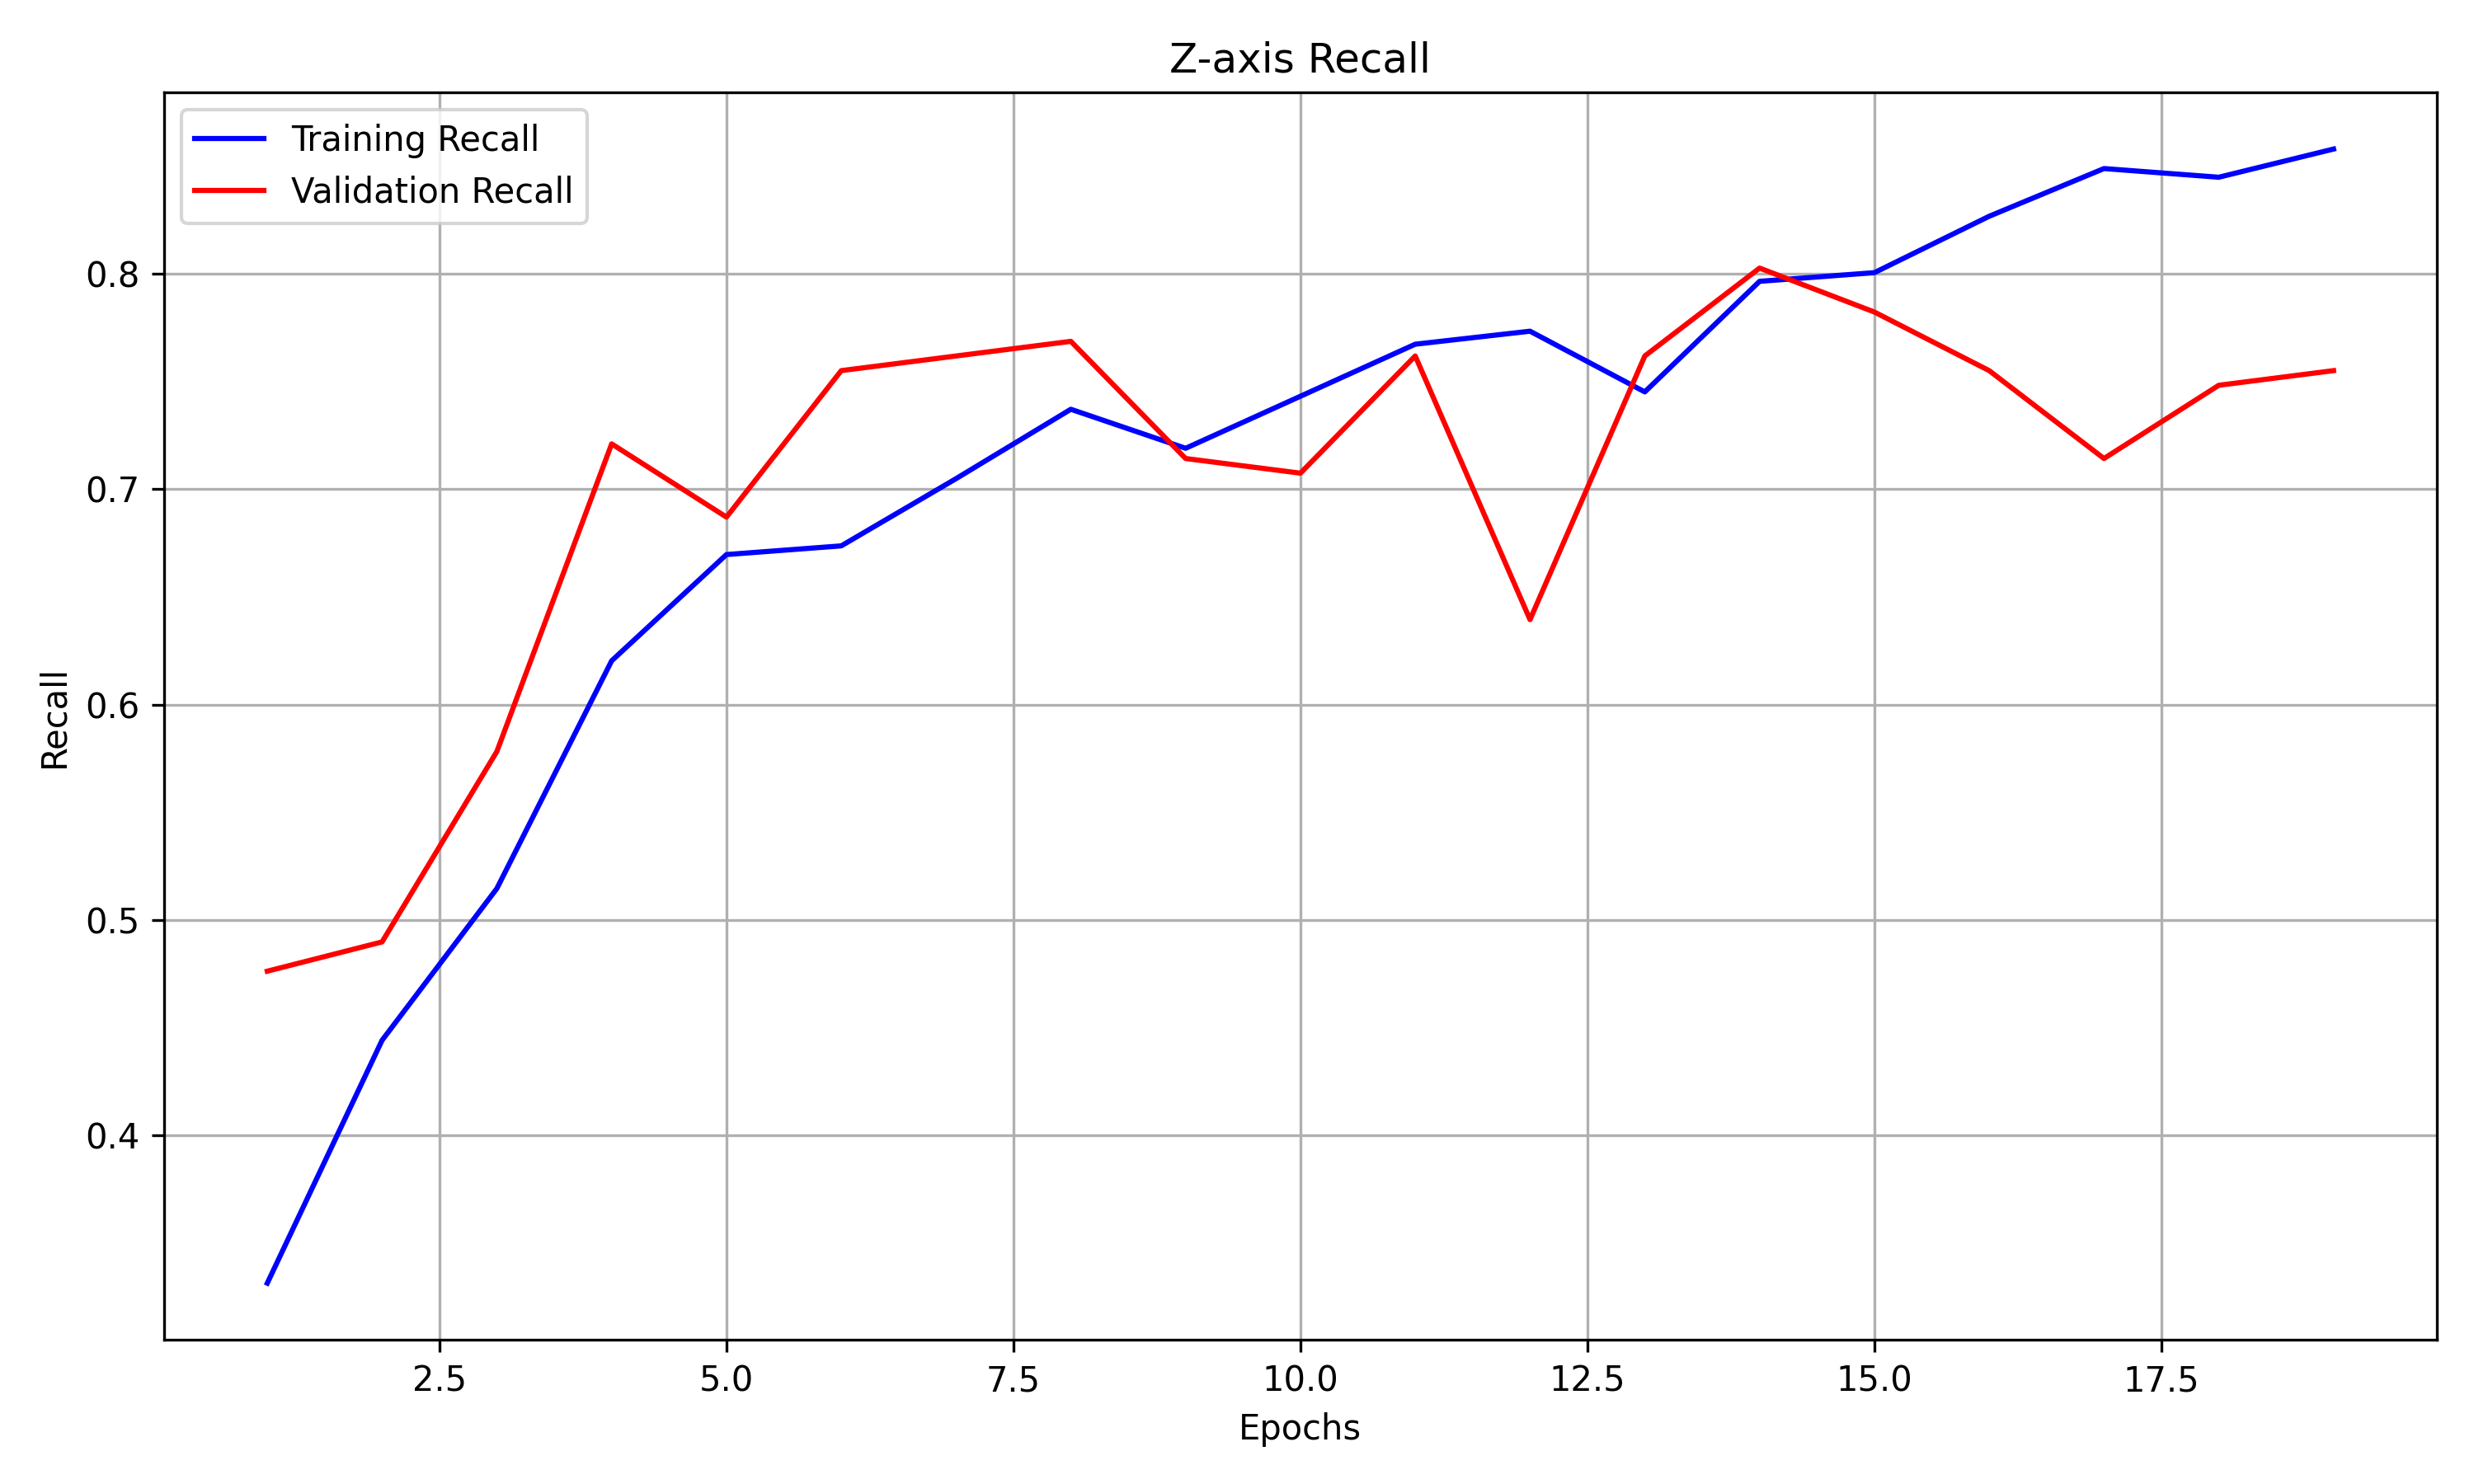 Z-axis Recall
Training Recall
Validation Recall
0.8
0.7
0.6
0.5
0.4
Recall
2.5 5.0 7.5 10.0 12.5 15.0 17.5
Epochs